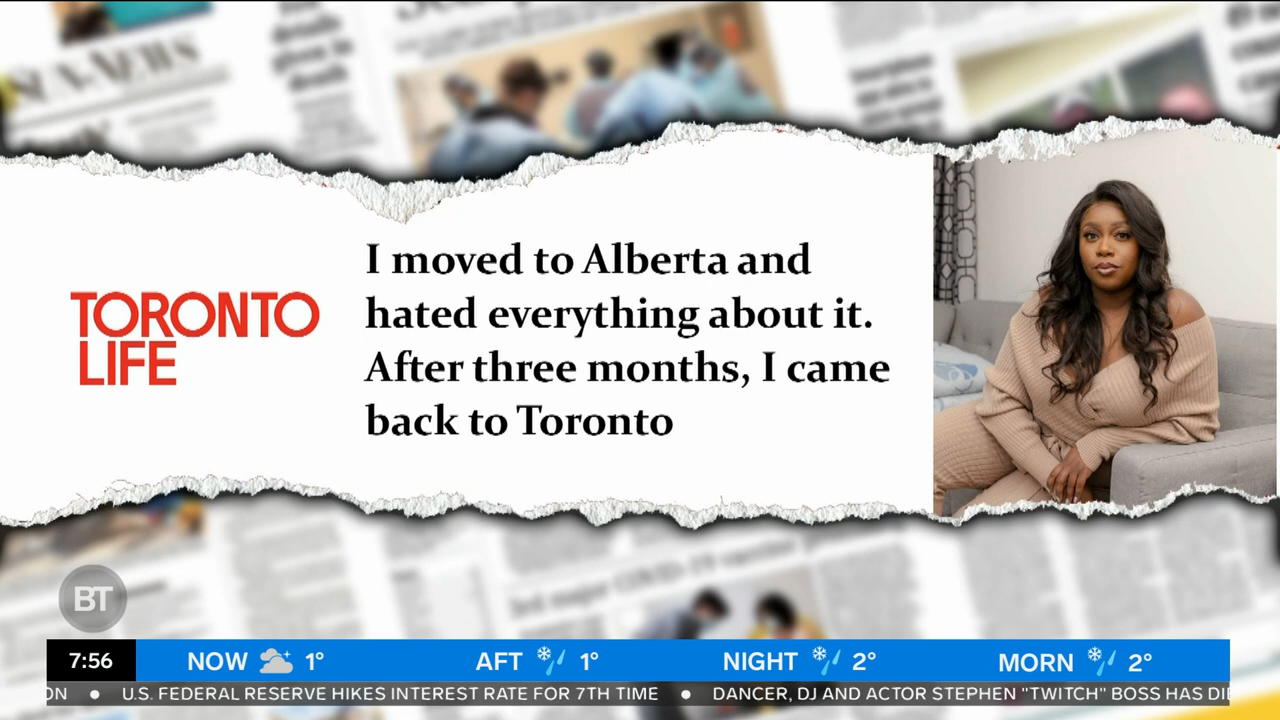 TORONTO
LIFE
I moved to Alberta and
hated everything about it.
After three months, I came
back to Toronto
BT
7:56 NOW 1° AFT 1° NIGHT 2° MORN 2°
ON • U.S. FEDERAL RESERVE HIKES INTEREST RATE FOR 7TH TIME • DANCER, DJ AND ACTOR STEPHEN "TWITCH" BOSS HAS